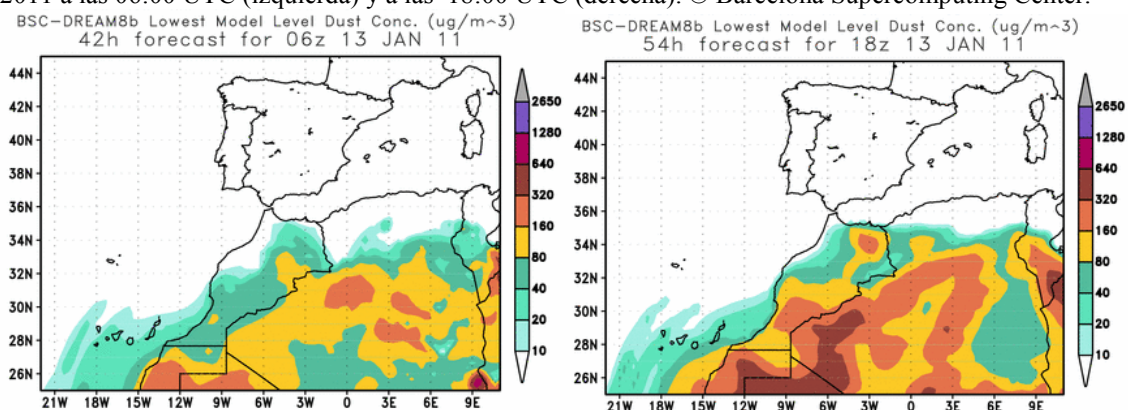 2011 a las 06:00 UTC (izquierda) y a las 18:00 UTC (derecha). © Barcelona Supercomputing Center.
BSC-DREAM8b Lowest Model Level Dust Conc. (ug/m^3)
42h forecast for 06z 13 JAN 11
44N
42N
40N
38N
36N
34N
32N
30N
28N
26N
21W 18W 15W 12W 9W 6W 3W 0 3E 6E 9E
2650
1280
640
320
160
80
40
20
10
BSC-DREAM8b Lowest Model Level Dust Conc. (ug/m^3)
54h forecast for 18z 13 JAN 11
44N
42N
40N
38N
36N
34N
32N
30N
28N
26N
21W 18W 15W 12W 9W 6W 3W 0 3E 6E 9E
2650
1280
640
320
160
80
40
20
10